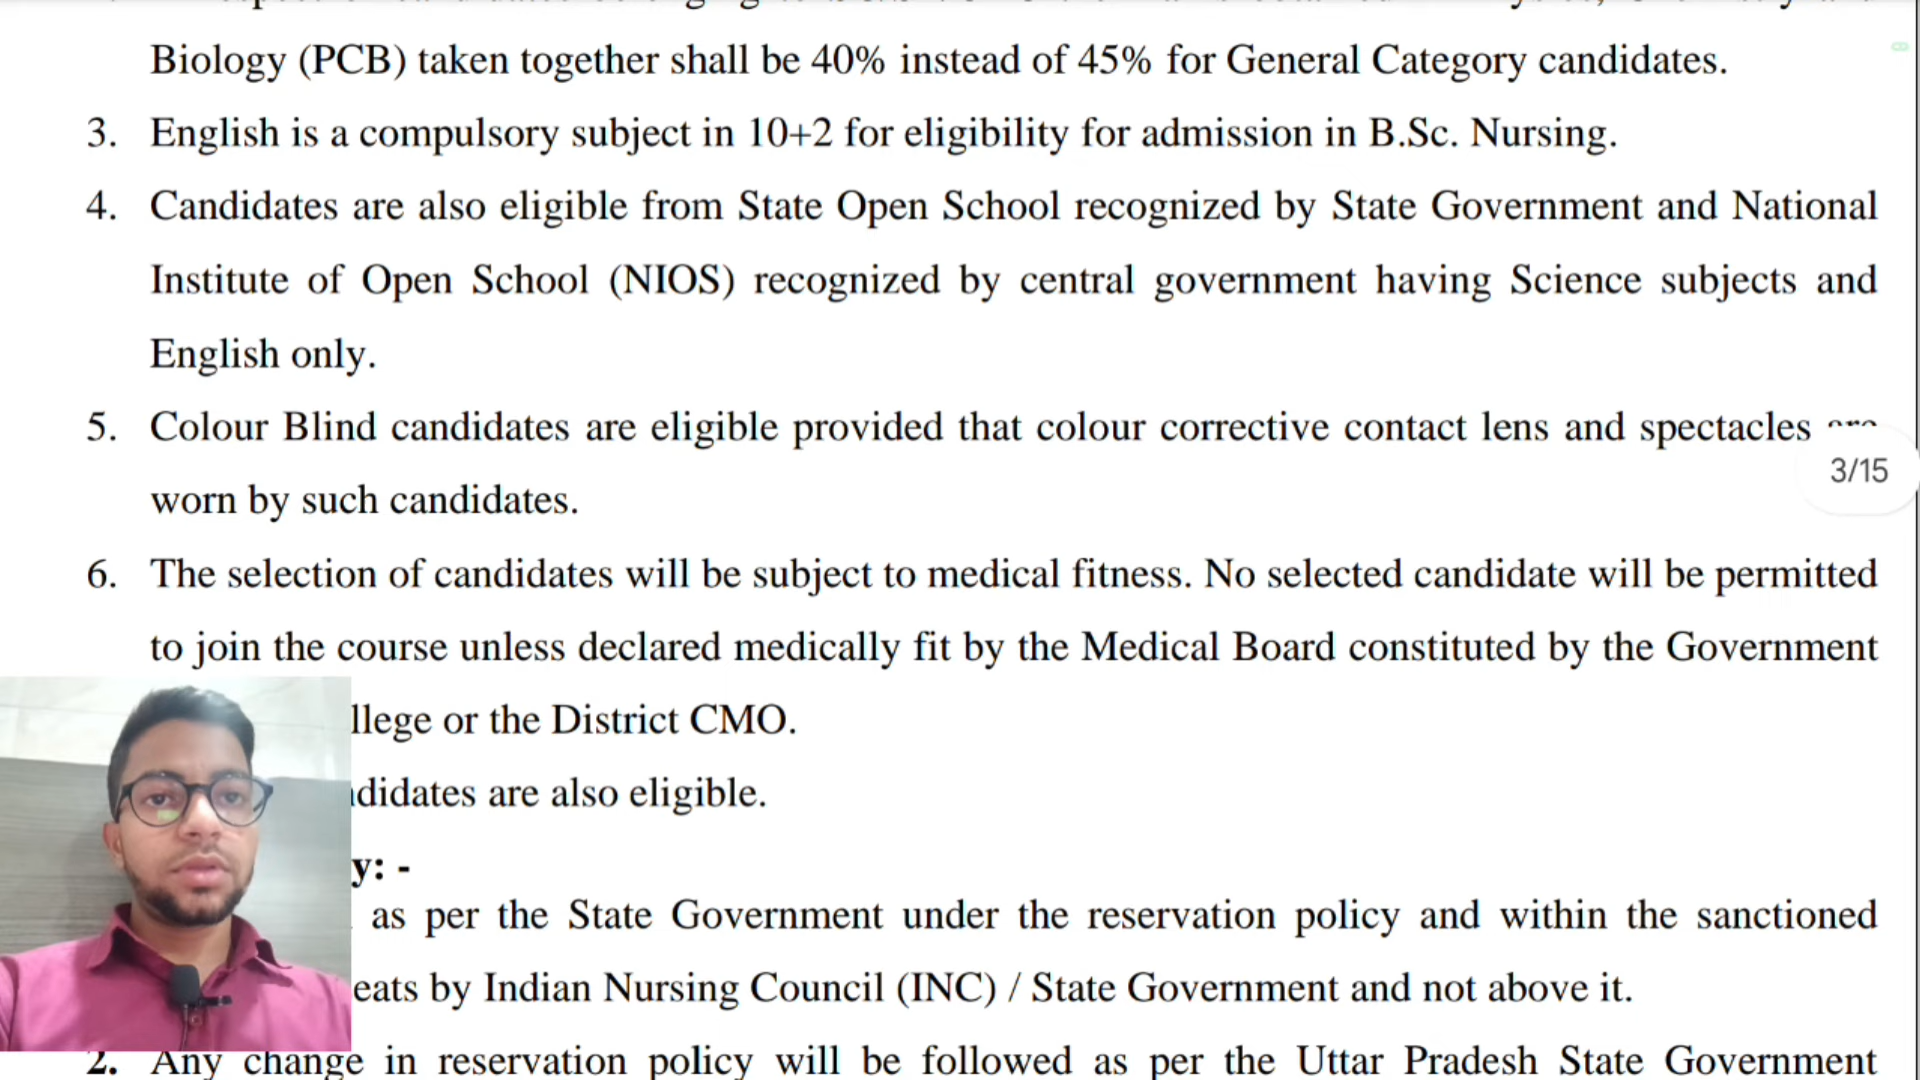 Biology (PCB) taken together shall be 40% instead of 45% for General Category candidates.
3. English is a compulsory subject in 10+2 for eligibility for admission in B.Sc. Nursing.
4. Candidates are also eligible from State Open School recognized by State Government and National
Institute of Open School (NIOS) recognized by central government having Science subjects and
English only.
5. Colour Blind candidates are eligible provided that colour corrective contact lens and spectacles are
worn by such candidates.
3/15
6. The selection of candidates will be subject to medical fitness. No selected candidate will be permitted
to join the course unless declared medically fit by the Medical Board constituted by the Government
llege or the District CMO.
didates are also eligible.
y: -
as per the State Government under the reservation policy and within the sanctioned
eats by Indian Nursing Council (INC) / State Government and not above it.
2. Any change in reservation policy will be followed as per the Uttar Pradesh State Government